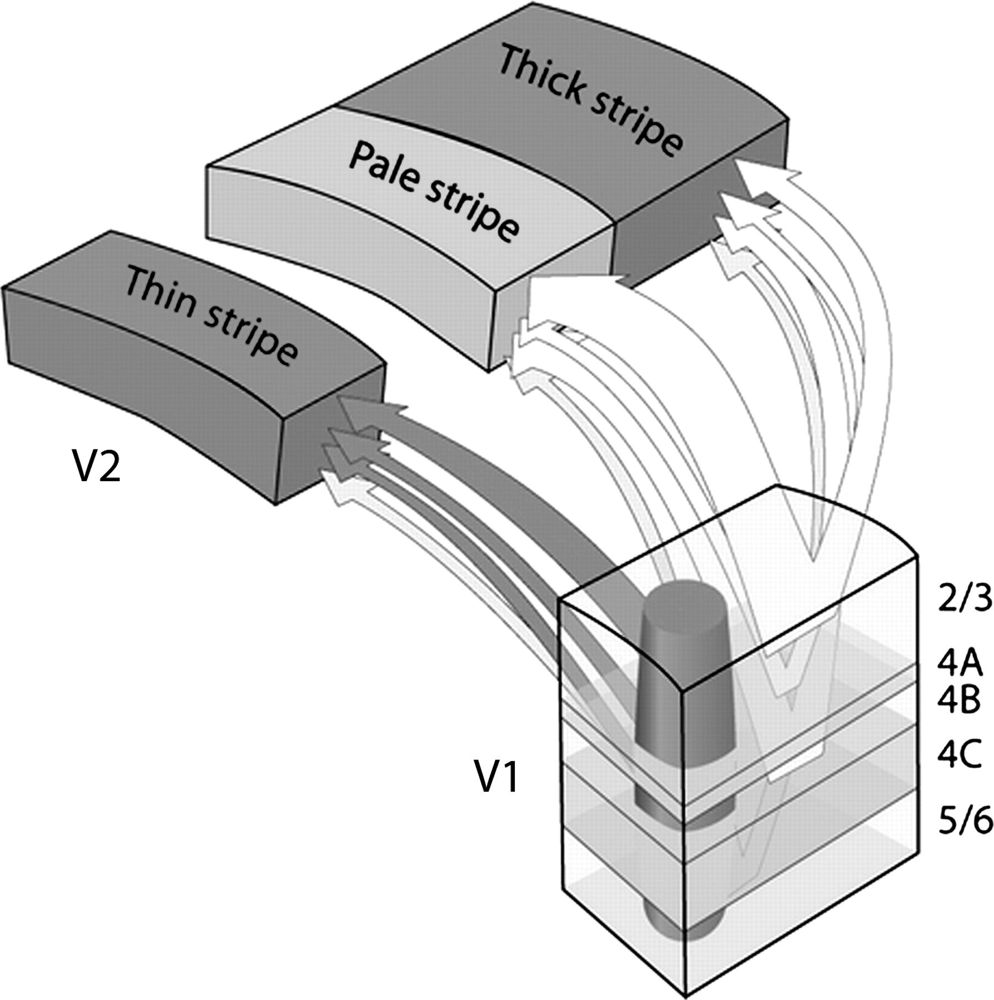 Thick stripe
Pale stripe
Thin stripe
V2
2/3
4A
4B
4C
V1
5/6